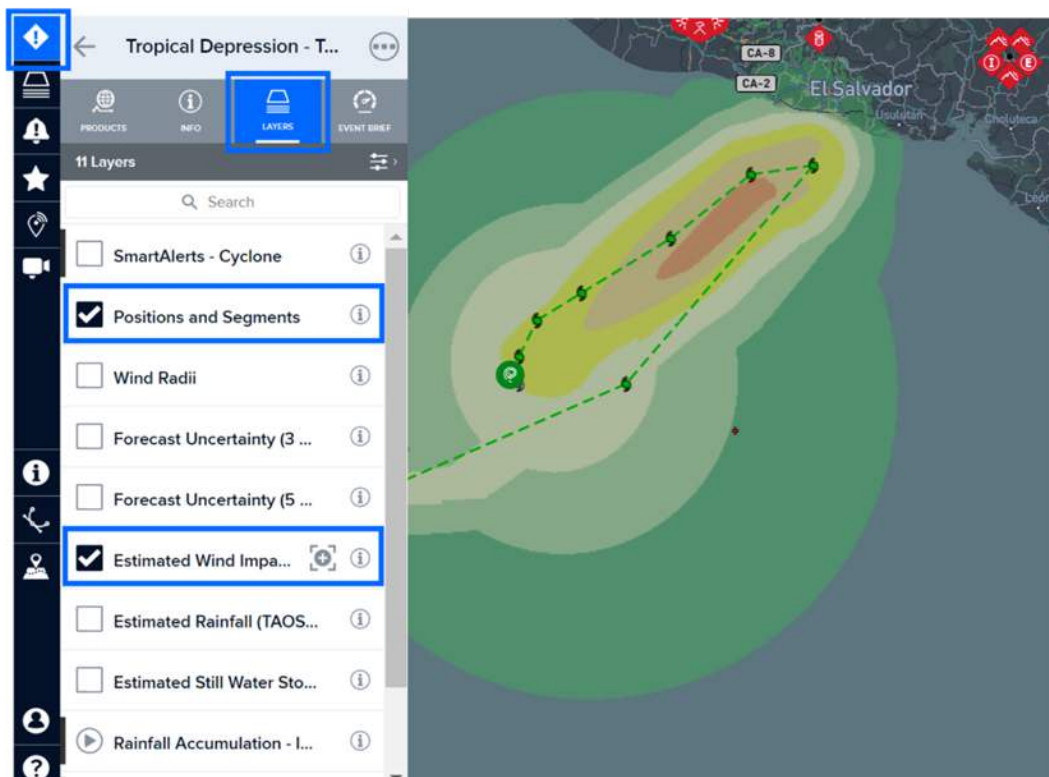 Tropical Depression - T...
PRODUCTS
INFO
LAYERS
EVENT BRIEF
11 Layers
Search
SmartAlerts - Cyclone
Positions and Segments
Wind Radii
Forecast Uncertainty (3 ...
Forecast Uncertainty (5 ...
Estimated Wind Impa...
Estimated Rainfall (TAOS...
Estimated Still Water Sto...
Rainfall Accumulation - I...
CA-8
CA-2
El Salvador
Usulután
Choluteca
I
E